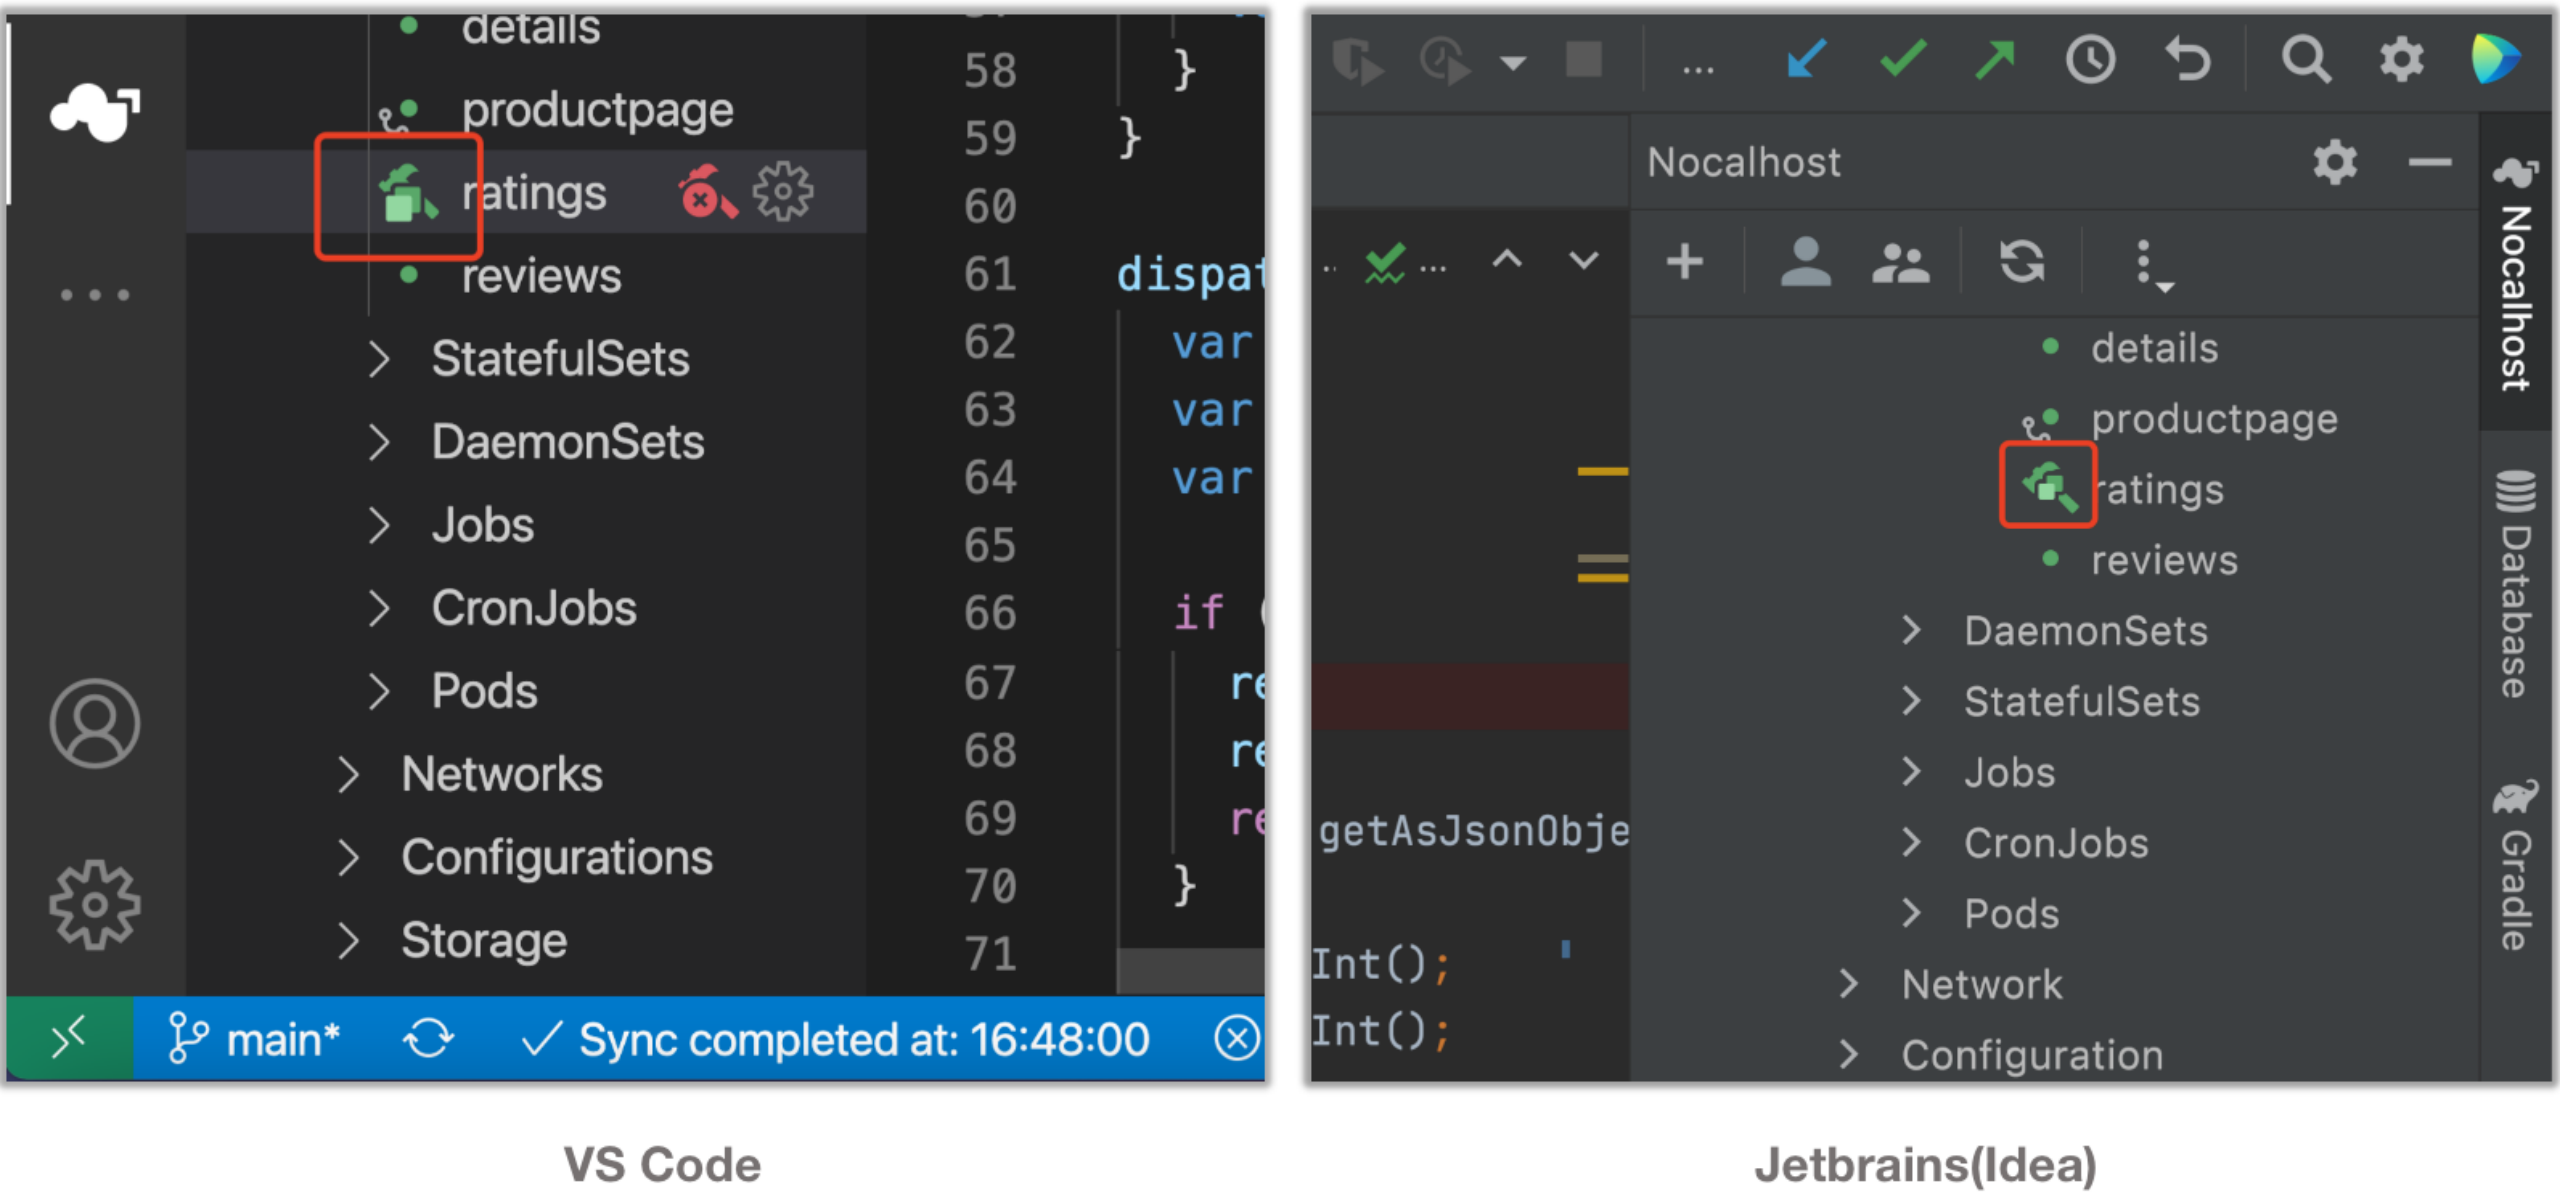 details
productpage
ratings
reviews
StatefulSets
DaemonSets
Jobs
CronJobs
Pods
Networks
Configurations
Storage
58 }
59 }
60
61 dispat
62 var
63 var
64 var
65
66 if (
67 re
68 re
69 re
70 }
71
main*
Sync completed at: 16:48:00
VS Code
...
Nocalhost
...
getAsJsonObje
Int();
Int();
details
productpage
ratings
reviews
DaemonSets
StatefulSets
Jobs
CronJobs
Pods
Network
Configuration
Nocalhost
Database
Gradle
Jetbrains(Idea)